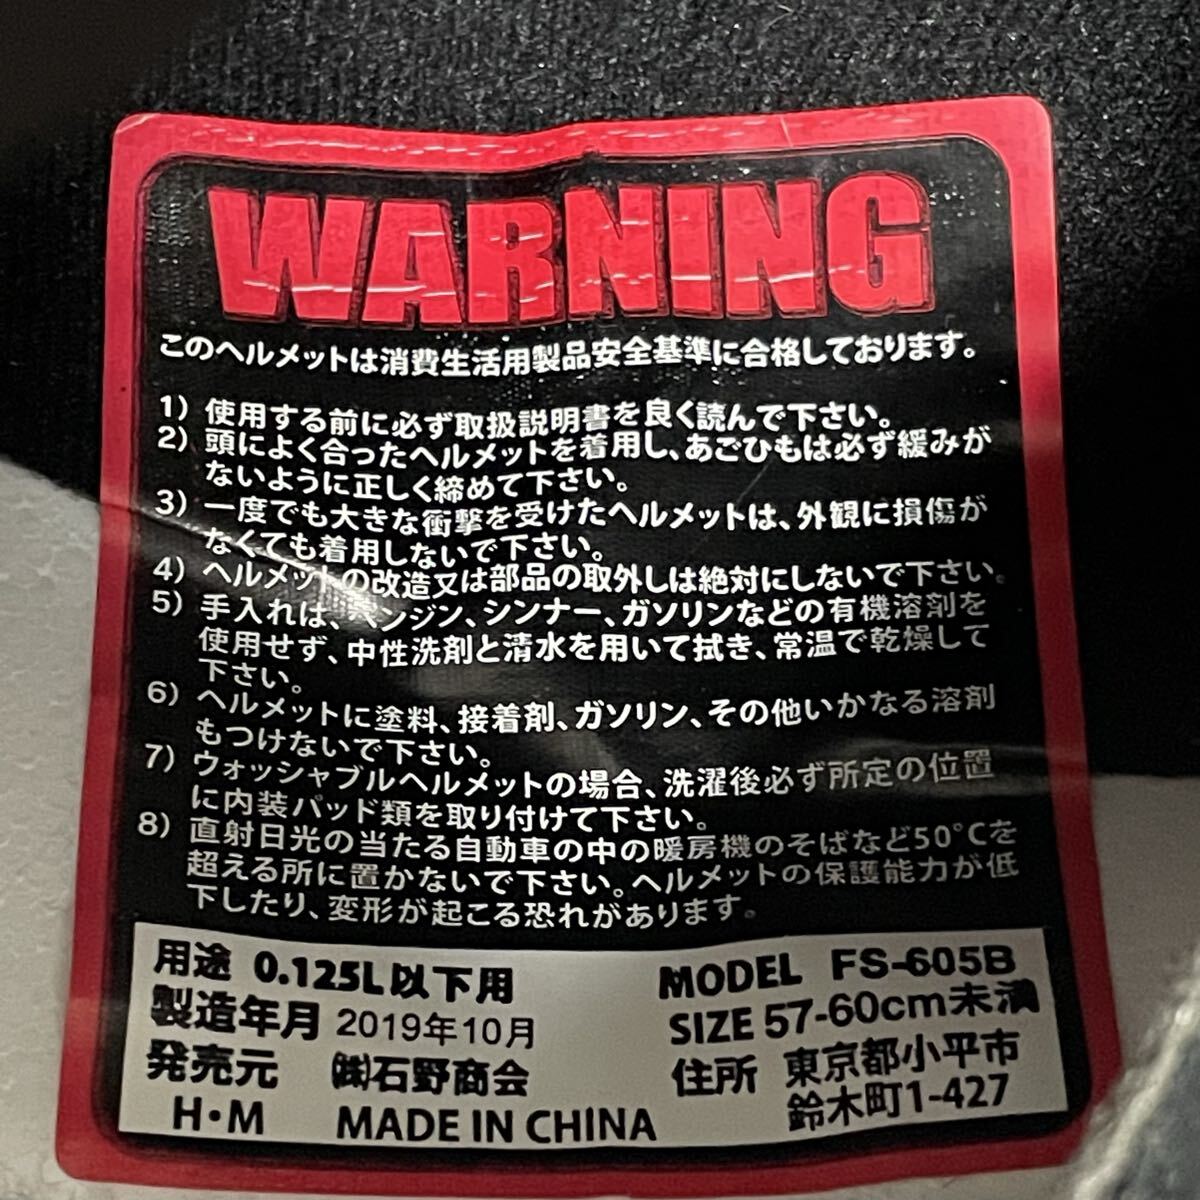 WARNING
このヘルメットは消費生活用製品安全基準に合格しております。
1) 使用する前に必ず取扱説明書を良く読んで下さい。
2) 頭によく合ったヘルメットを着用し、あごひもは必ず緩みが
ないように正しく締めて下さい。
3) 一度でも大きな衝撃を受けたヘルメットは、外観に損傷が
なくても着用しないで下さい。
4) ヘルメットの改造又は部品の取外しは絶対にしないで下さい。
5) 手入れは、ベンジン、シンナー、ガソリンなどの有機溶剤を
使用せず、中性洗剤と清水を用いて拭き、常温で乾燥して
下さい。
6) ヘルメットに塗料、接着剤、ガソリン、その他いかなる溶剤
もつけないで下さい。
7) ウォッシャブルヘルメットの場合、洗濯後必ず所定の位置
に内装パッド類を取り付けて下さい。
8) 直射日光の当たる自動車の中の暖房機のそばなど50°Cを
超える所に置かないで下さい。ヘルメットの保護能力が低
下したり、変形が起こる恐れがあります。
用途 0.125L以下用
製造年月 2019年10月
発売元 ㈱石野商会
H・M MADE IN CHINA
MODEL FS-605B
SIZE 57-60cm未満
住所 東京都小平市
鈴木町1-427